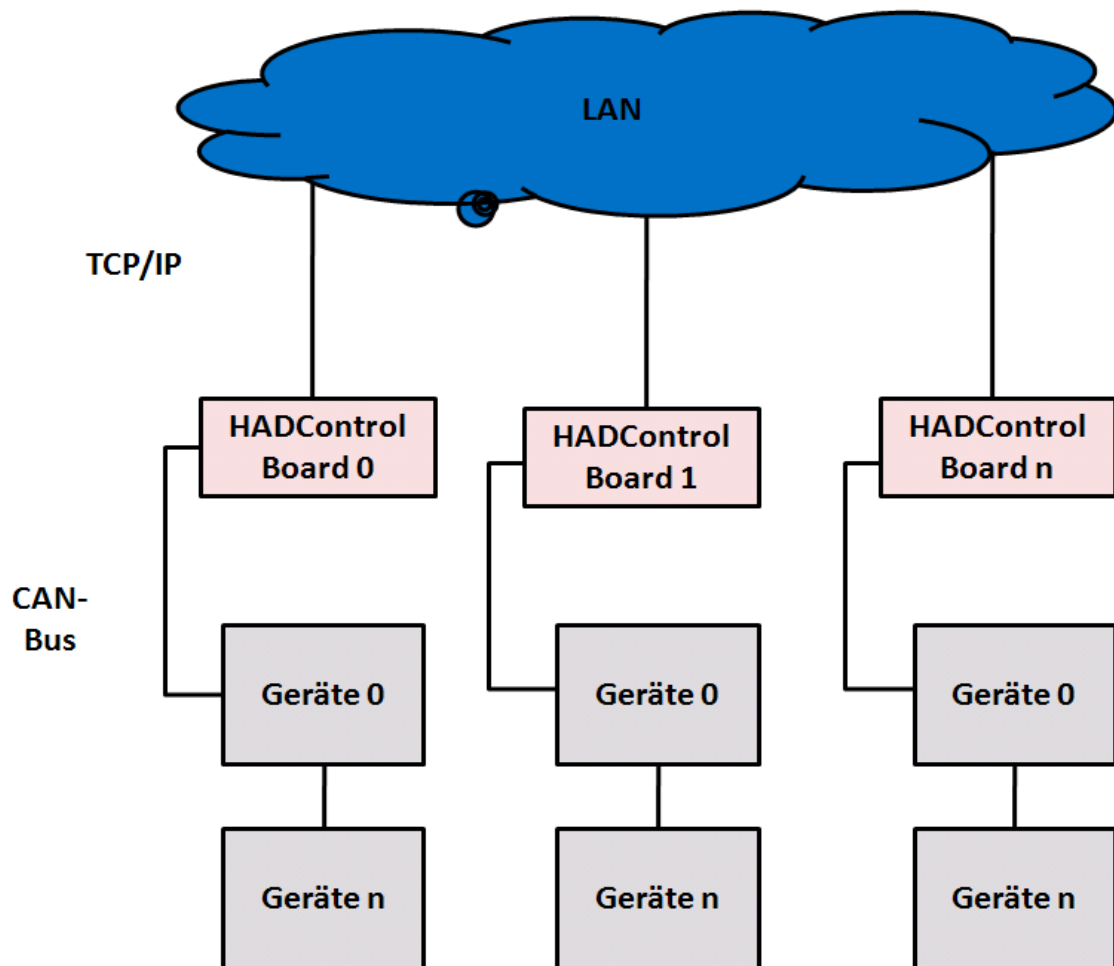 LAN
TCP/IP
HADControl
Board 0
HADControl
Board 1
HADControl
Board n
CAN-
Bus
Geräte 0
Geräte 0
Geräte 0
Geräte n
Geräte n
Geräte n